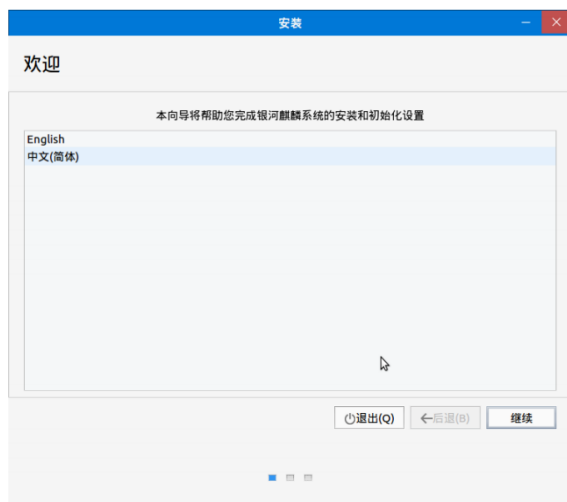 安装
欢迎
本向导将帮助您完成银河麒麟系统的安装和初始化设置
English
中文(简体)
退出(Q) 后退(B) 继续